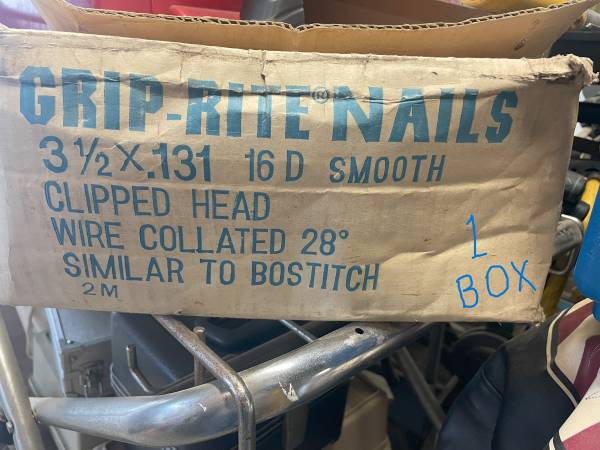 GRIP-RITE® NAILS
3 1/2 X .131 16 D SMOOTH
CLIPPED HEAD
WIRE COLLATED 28°
SIMILAR TO BOSTITCH
2M
1
BOX